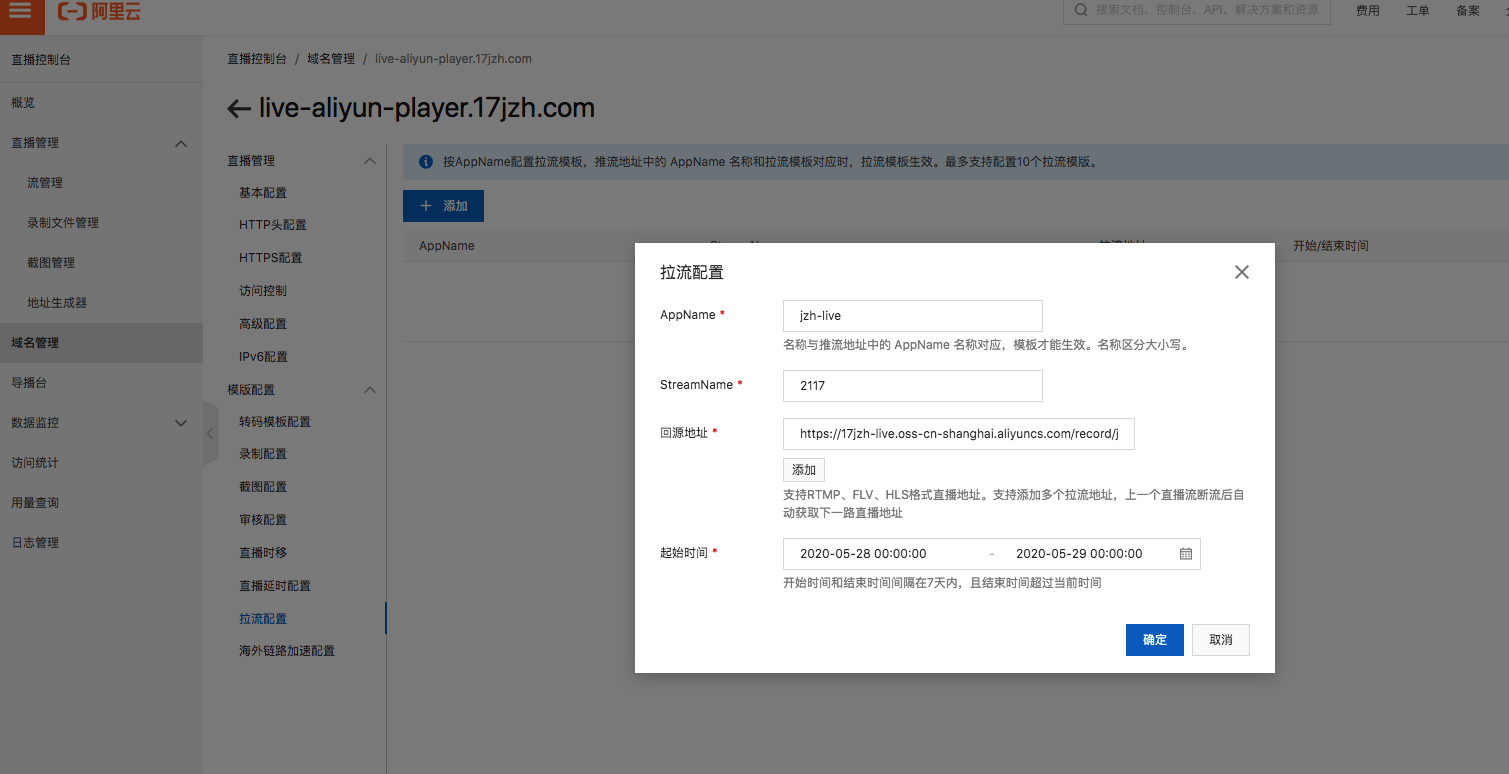 阿里云
搜索文档、控制台、API、解决方案和资源
费用
工单
备案
直播控制台
概览
直播管理
流管理
录制文件管理
截图管理
地址生成器
域名管理
导播台
数据监控
访问统计
用量查询
日志管理
直播控制台 / 域名管理 / live-aliyun-player.17jzh.com
live-aliyun-player.17jzh.com
直播管理
基本配置
HTTP头配置
HTTPS配置
访问控制
高级配置
IPv6配置
模版配置
转码模板配置
录制配置
截图配置
审核配置
直播时移
直播延时配置
拉流配置
海外链路加速配置
按AppName配置拉流模板，推流地址中的 AppName 名称和拉流模板对应时，拉流模板生效。最多支持配置10个拉流模版。
添加
AppName
开始/结束时间
拉流配置
AppName *
jzh-live
名称与推流地址中的 AppName 名称对应，模板才能生效。名称区分大小写。
StreamName *
2117
回源地址 *
https://17jzh-live.oss-cn-shanghai.aliyuncs.com/record/j
添加
支持RTMP、FLV、HLS格式直播地址。支持添加多个拉流地址，上一个直播流断流后自
动获取下一路直播地址
起始时间 *
2020-05-28 00:00:00 - 2020-05-29 00:00:00
开始时间和结束时间间隔在7天内，且结束时间超过当前时间
确定
取消